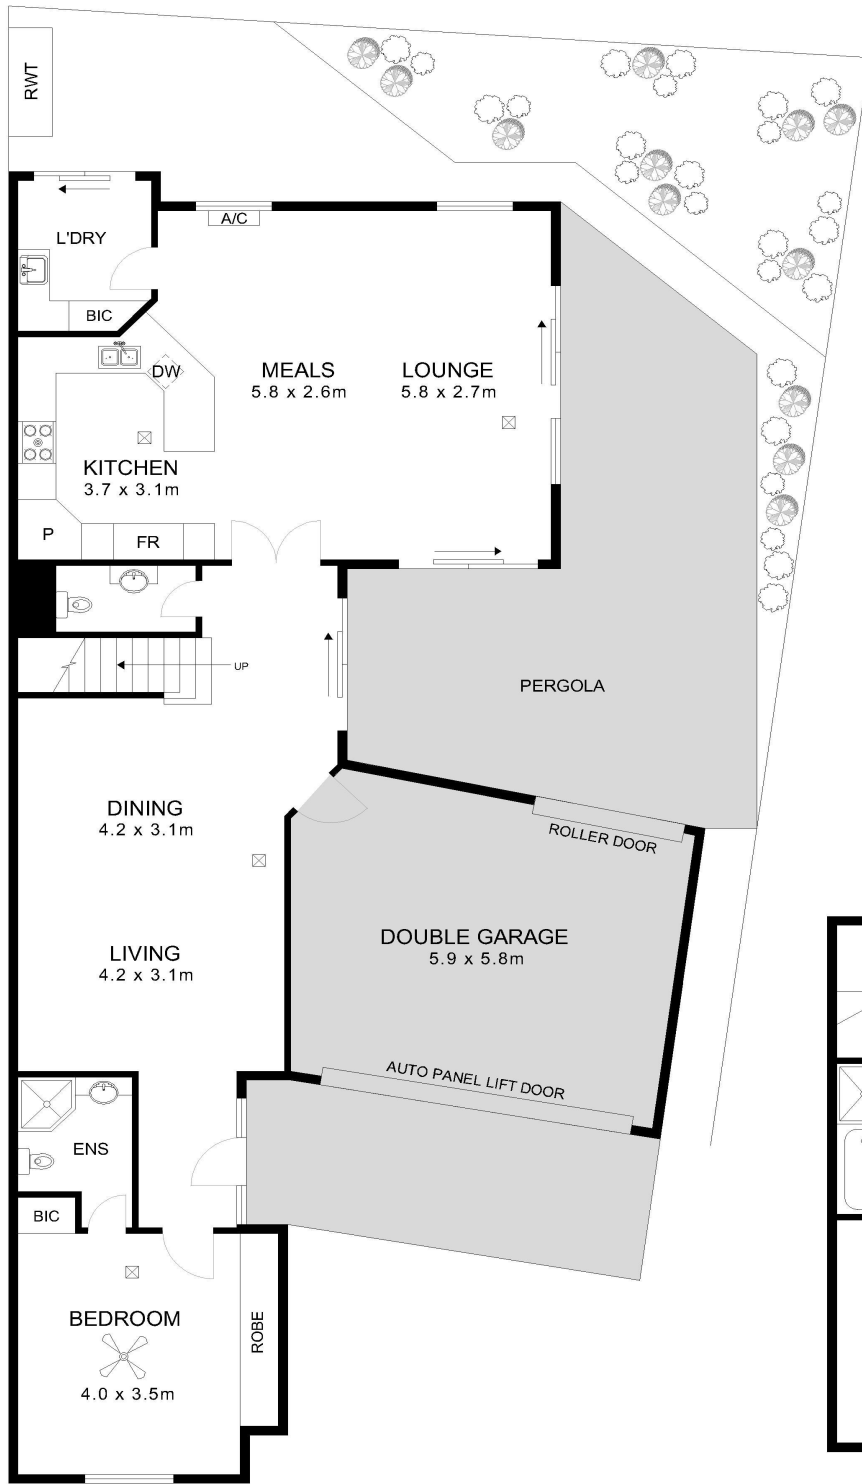 RWT
A/C
L'DRY
BIC
DW
MEALS
5.8 x 2.6m
LOUNGE
5.8 x 2.7m
KITCHEN
3.7 x 3.1m
P
FR
UP
PERGOLA
DINING
4.2 x 3.1m
ROLLER DOOR
LIVING
4.2 x 3.1m
DOUBLE GARAGE
5.9 x 5.8m
AUTO PANEL LIFT DOOR
ENS
BIC
BEDROOM
4.0 x 3.5m
ROBE